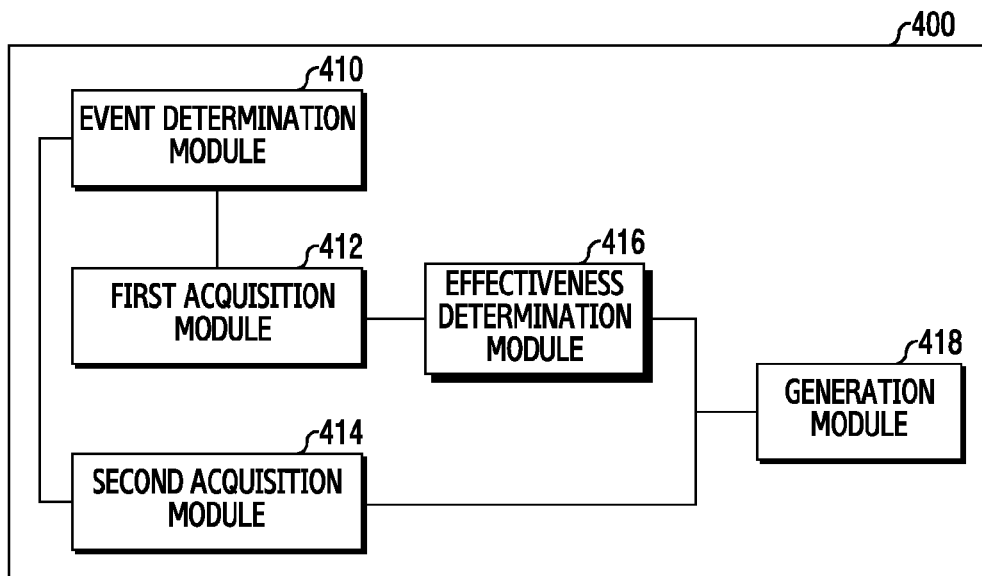 400
410
EVENT DETERMINATION
MODULE
412
FIRST ACQUISITION
MODULE
416
EFFECTIVENESS
DETERMINATION
MODULE
418
GENERATION
MODULE
414
SECOND ACQUISITION
MODULE